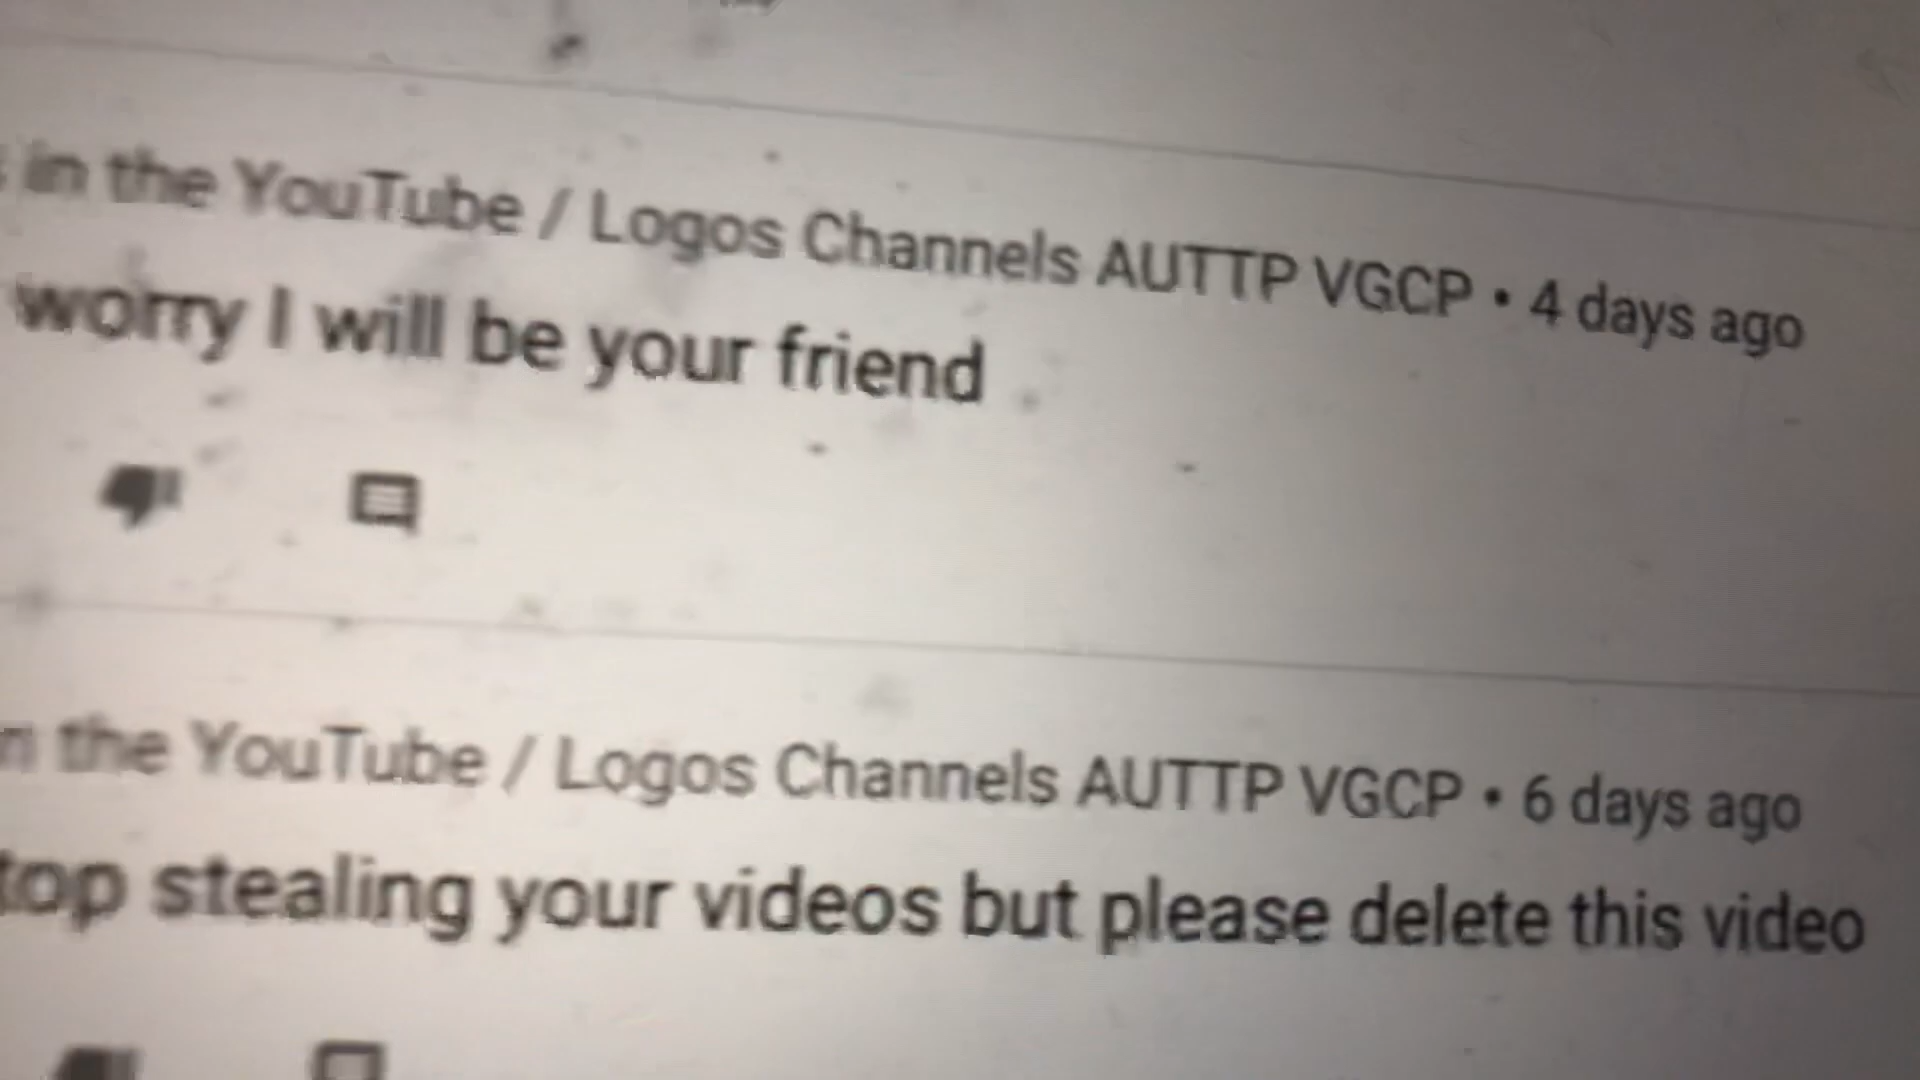 in the YouTube / Logos Channels AUTTP VGCP • 4 days ago
worry I will be your friend
the YouTube / Logos Channels AUTTP VGCP • 6 days ago
stealing your videos but please delete this video